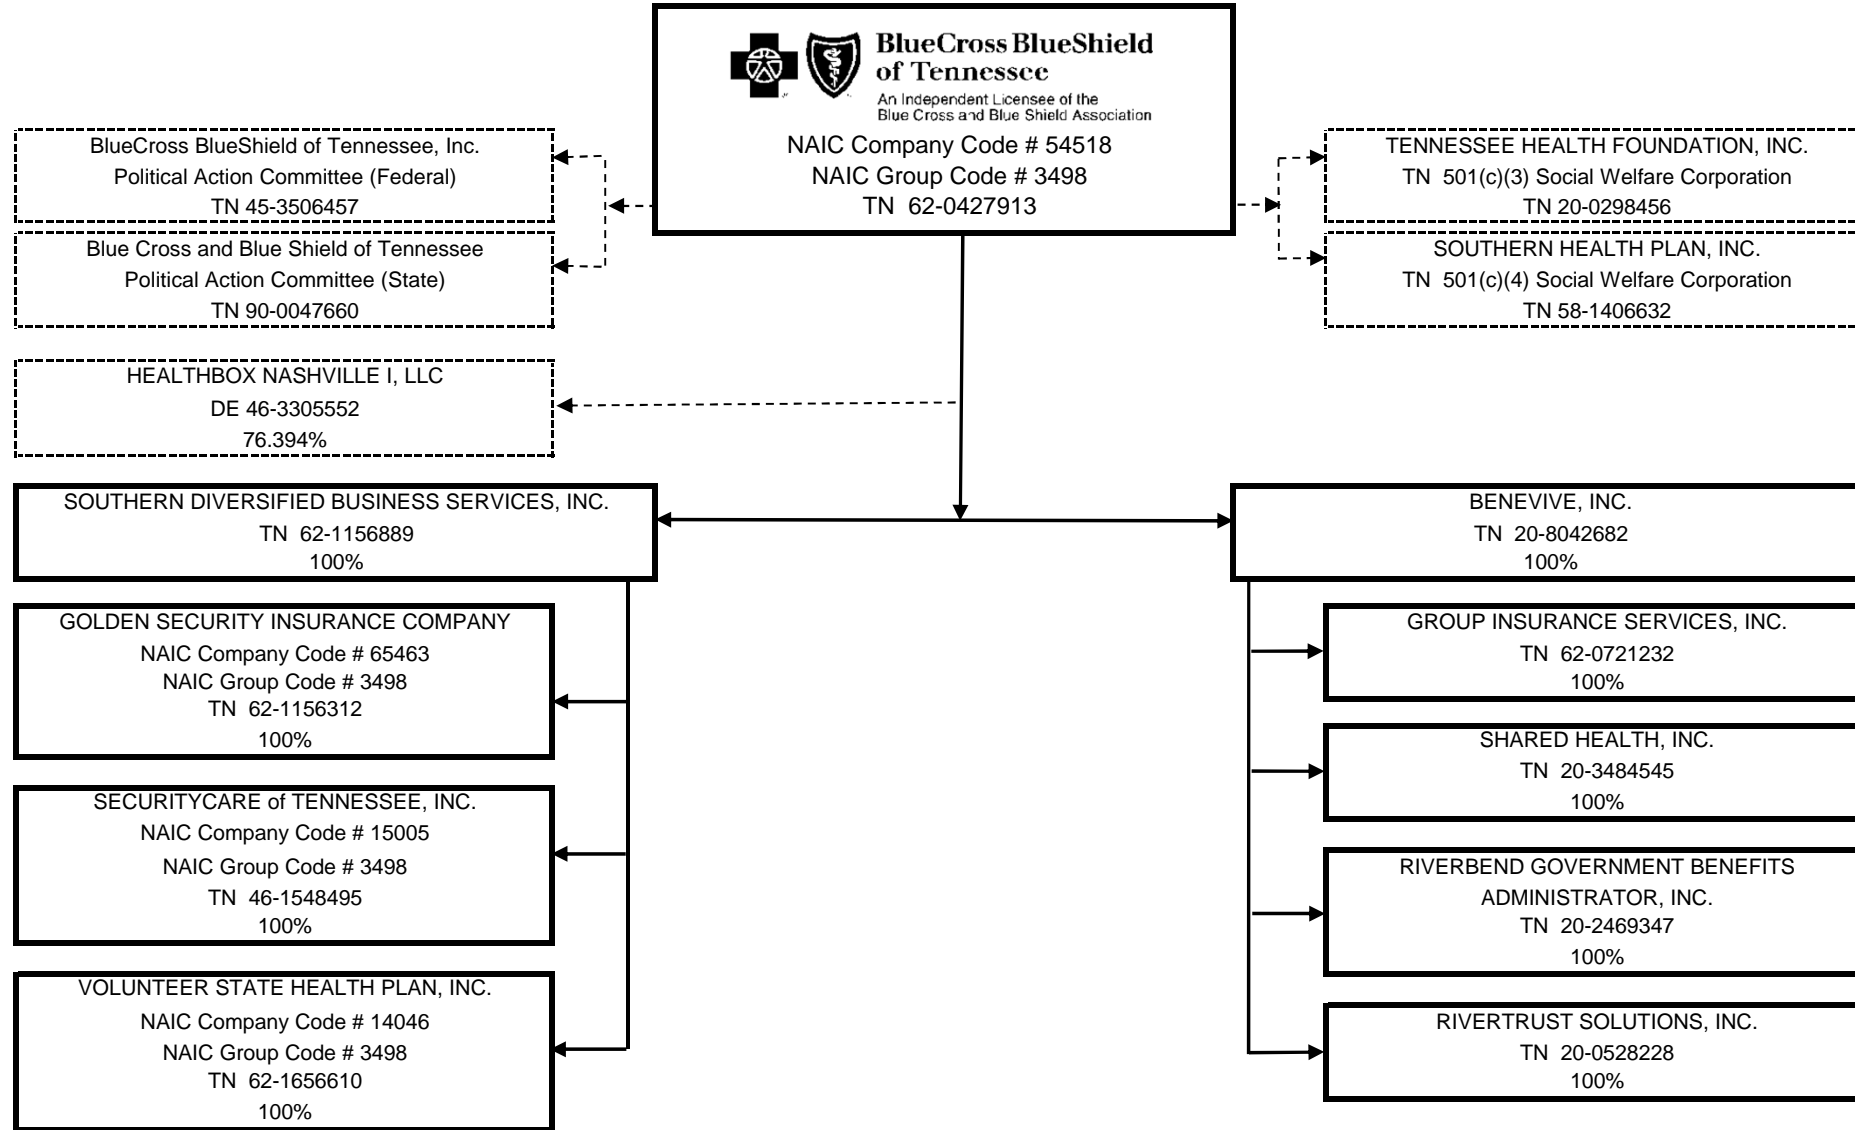 BlueCross BlueShield
of Tennessee
An Independent Licensee of the
Blue Cross and Blue Shield Association
NAIC Company Code # 54518
NAIC Group Code # 3498
TN 62-0427913
BlueCross BlueShield of Tennessee, Inc.
Political Action Committee (Federal)
TN 45-3506457
Blue Cross and Blue Shield of Tennessee
Political Action Committee (State)
TN 90-0047660
TENNESSEE HEALTH FOUNDATION, INC.
TN 501(c)(3) Social Welfare Corporation
TN 20-0298456
SOUTHERN HEALTH PLAN, INC.
TN 501(c)(4) Social Welfare Corporation
TN 58-1406632
HEALTHBOX NASHVILLE I, LLC
DE 46-3305552
76.394%
SOUTHERN DIVERSIFIED BUSINESS SERVICES, INC.
TN 62-1156889
100%
GOLDEN SECURITY INSURANCE COMPANY
NAIC Company Code # 65463
NAIC Group Code # 3498
TN 62-1156312
100%
SECURITYCARE of TENNESSEE, INC.
NAIC Company Code # 15005
NAIC Group Code # 3498
TN 46-1548495
100%
VOLUNTEER STATE HEALTH PLAN, INC.
NAIC Company Code # 14046
NAIC Group Code # 3498
TN 62-1656610
100%
BENEVIVE, INC.
TN 20-8042682
100%
GROUP INSURANCE SERVICES, INC.
TN 62-0721232
100%
SHARED HEALTH, INC.
TN 20-3484545
100%
RIVERBEND GOVERNMENT BENEFITS
ADMINISTRATOR, INC.
TN 20-2469347
100%
RIVERTRUST SOLUTIONS, INC.
TN 20-0528228
100%